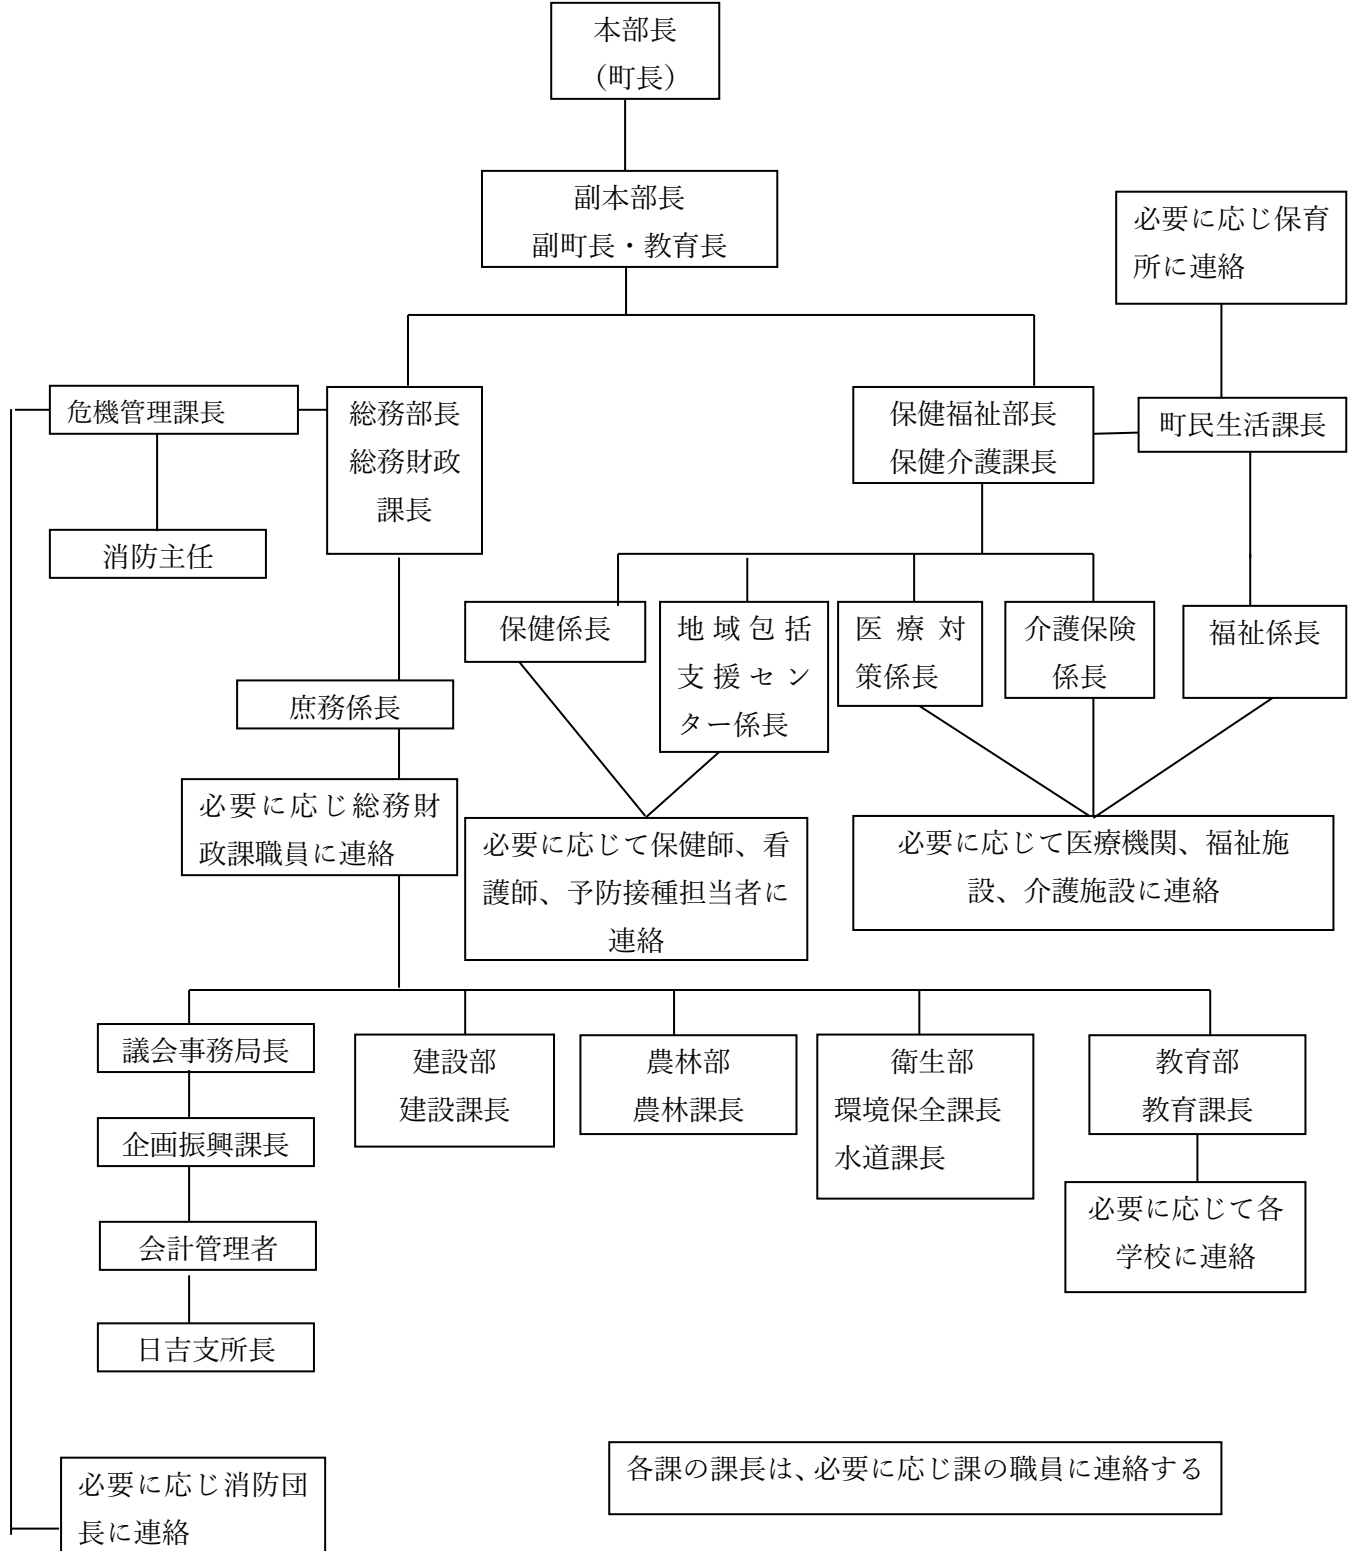 本部長
（町長）
副本部長
副町長・教育長
必要に応じ保育
所に連絡
危機管理課長
総務部長
総務財政
課長
保健福祉部長
保健介護課長
町民生活課長
消防主任
保健係長
地域包括
支援セン
ター係長
医療対
策係長
介護保険
係長
福祉係長
庶務係長
必要に応じ総務財
政課職員に連絡
必要に応じて保健師、看
護師、予防接種担当者に
連絡
必要に応じて医療機関、福祉施
設、介護施設に連絡
議会事務局長
建設部
建設課長
農林部
農林課長
衛生部
環境保全課長
水道課長
教育部
教育課長
企画振興課長
必要に応じて各
学校に連絡
会計管理者
日吉支所長
各課の課長は、必要に応じ課の職員に連絡する
必要に応じ消防団
長に連絡